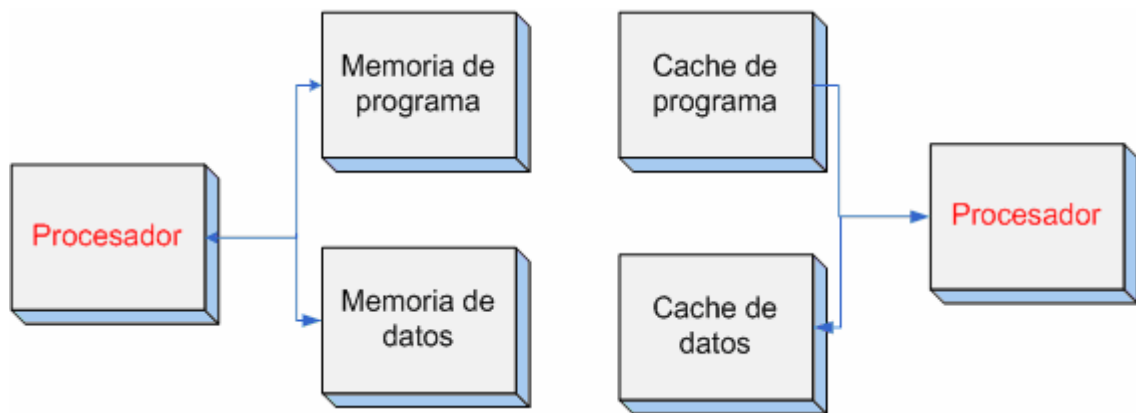 Memoria de
programa
Cache de
programa
Procesador
Procesador
Memoria de
datos
Cache de
datos